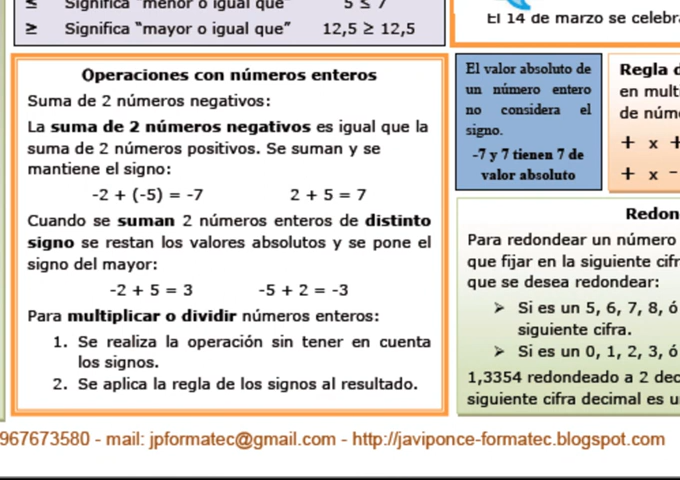 ≤ Significa "menor o igual que" 5 ≤ 7
≥ Significa "mayor o igual que" 12,5 ≥ 12,5
El 14 de marzo se celebr
Operaciones con números enteros
Suma de 2 números negativos:
La suma de 2 números negativos es igual que la
suma de 2 números positivos. Se suman y se
mantiene el signo:
-2 + (-5) = -7 2 + 5 = 7
Cuando se suman 2 números enteros de distinto
signo se restan los valores absolutos y se pone el
signo del mayor:
-2 + 5 = 3 -5 + 2 = -3
Para multiplicar o dividir números enteros:
1. Se realiza la operación sin tener en cuenta
los signos.
2. Se aplica la regla de los signos al resultado.
El valor absoluto de
un número entero
no considera el
signo.
-7 y 7 tienen 7 de
valor absoluto
Regla d
en mult
de núm
+ x +
+ x -
Redon
Para redondear un número
que fijar en la siguiente cifr
que se desea redondear:
➢ Si es un 5, 6, 7, 8, ó
siguiente cifra.
➢ Si es un 0, 1, 2, 3, ó
1,3354 redondeado a 2 dec
siguiente cifra decimal es u
967673580 - mail: jpformatec@gmail.com - http://javiponce-formatec.blogspot.com